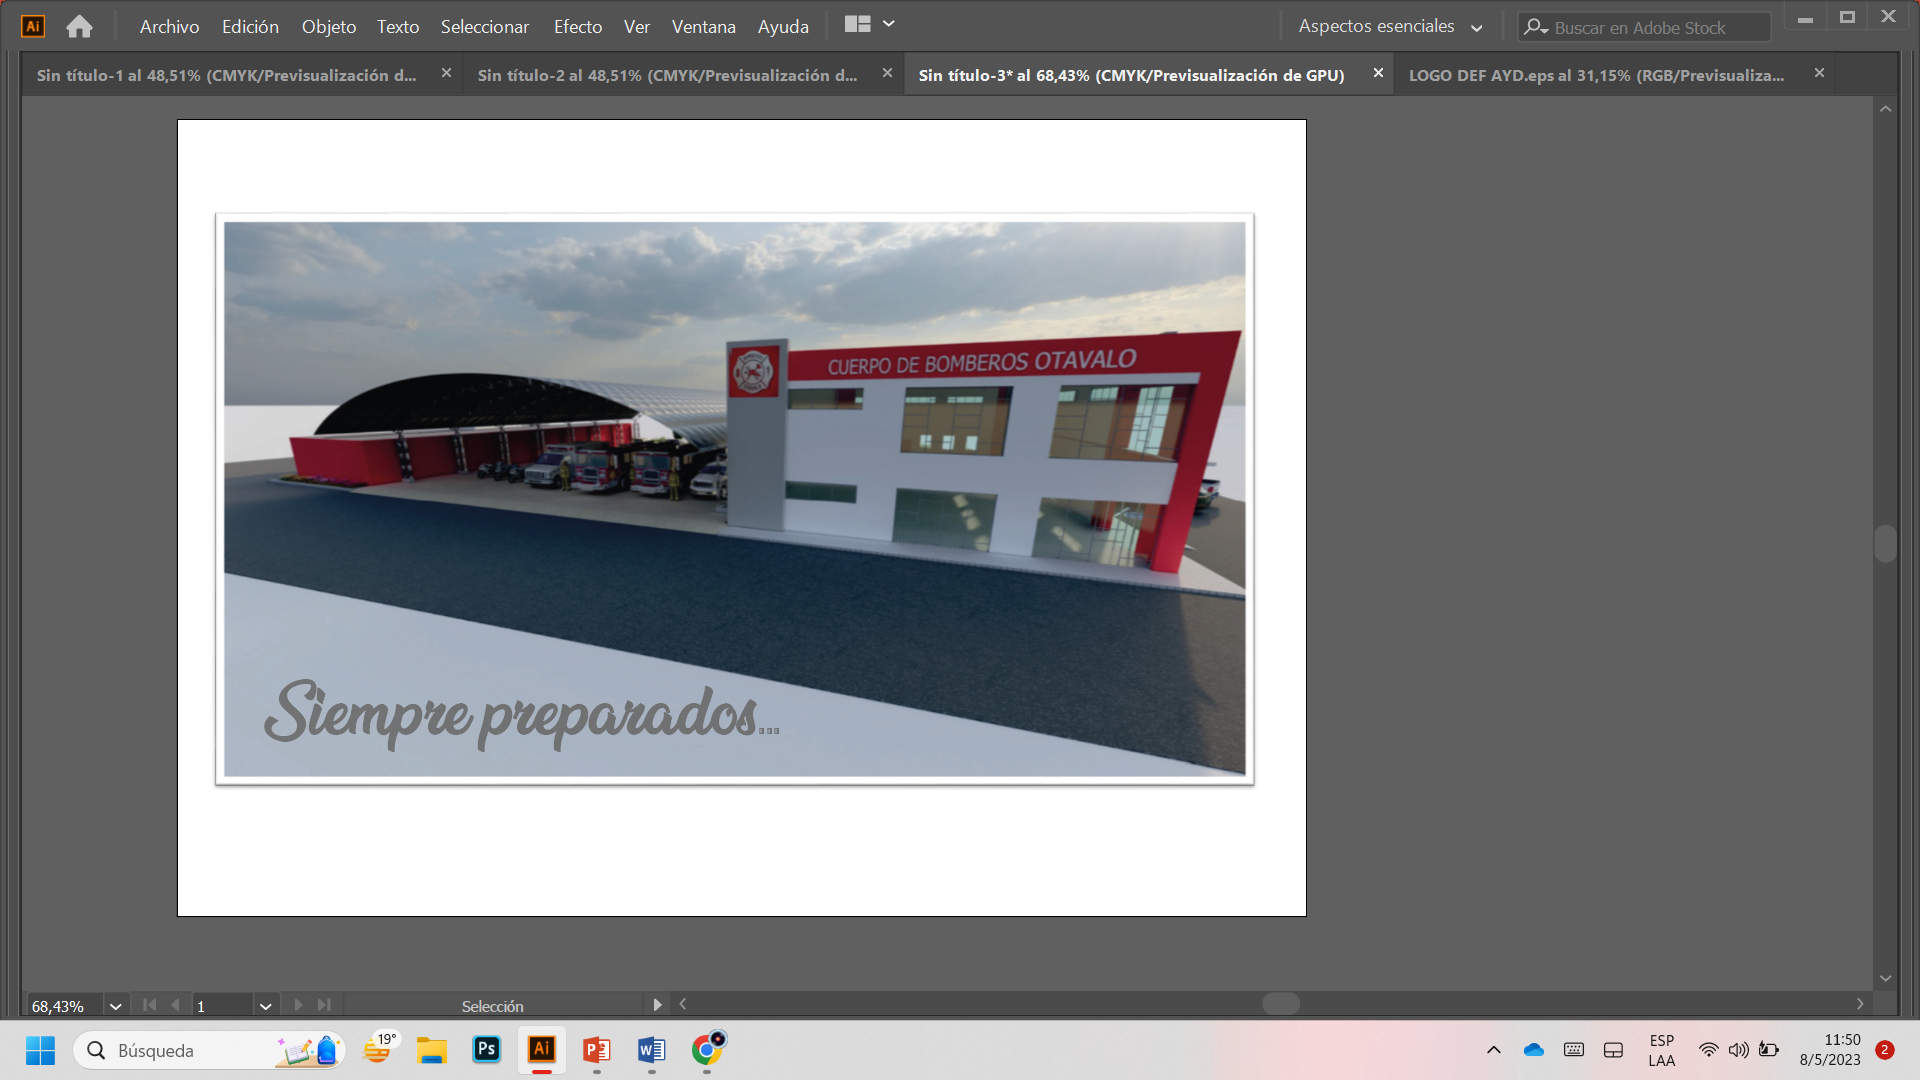 Ai Archivo Edición Objeto Texto Seleccionar Efecto Ver Ventana Ayuda Aspectos esenciales Buscar en Adobe Stock
Sin título-1 al 48,51% (CMYK/Previsualización d... Sin título-2 al 48,51% (CMYK/Previsualización d... Sin título-3* al 68,43% (CMYK/Previsualización de GPU) LOGO DEF AYD.eps al 31,15% (RGB/Previsualiza...
CUERPO DE BOMBEROS OTAVALO
Siempre preparados...
68,43% 1 Selección
Búsqueda 19° Ps Ai P W ESP LAA 11:50
8/5/2023 2